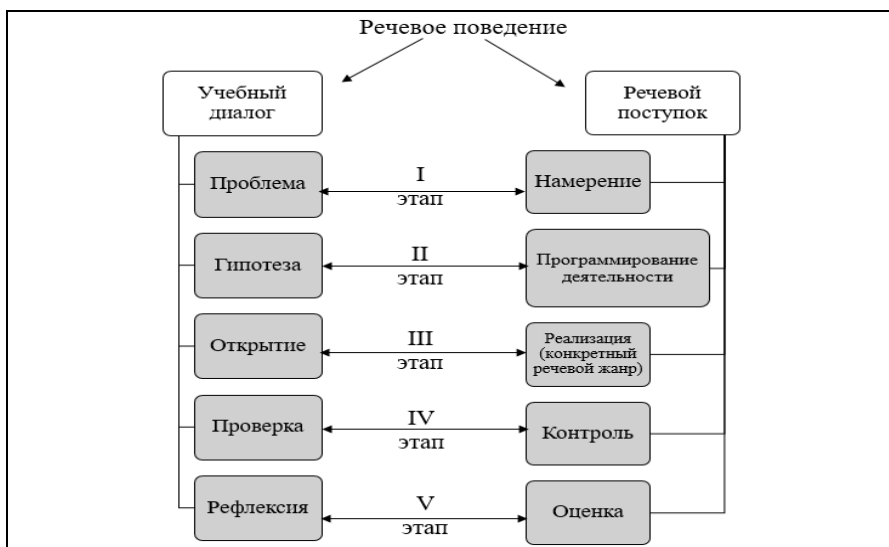 Речевое поведение
Учебный
диалог
Речевой
поступок
Проблема
I
этап
Намерение
Гипотеза
II
этап
Программирование
деятельности
Открытие
III
этап
Реализация
(конкретный
речевой жанр)
Проверка
IV
этап
Контроль
Рефлексия
V
этап
Оценка